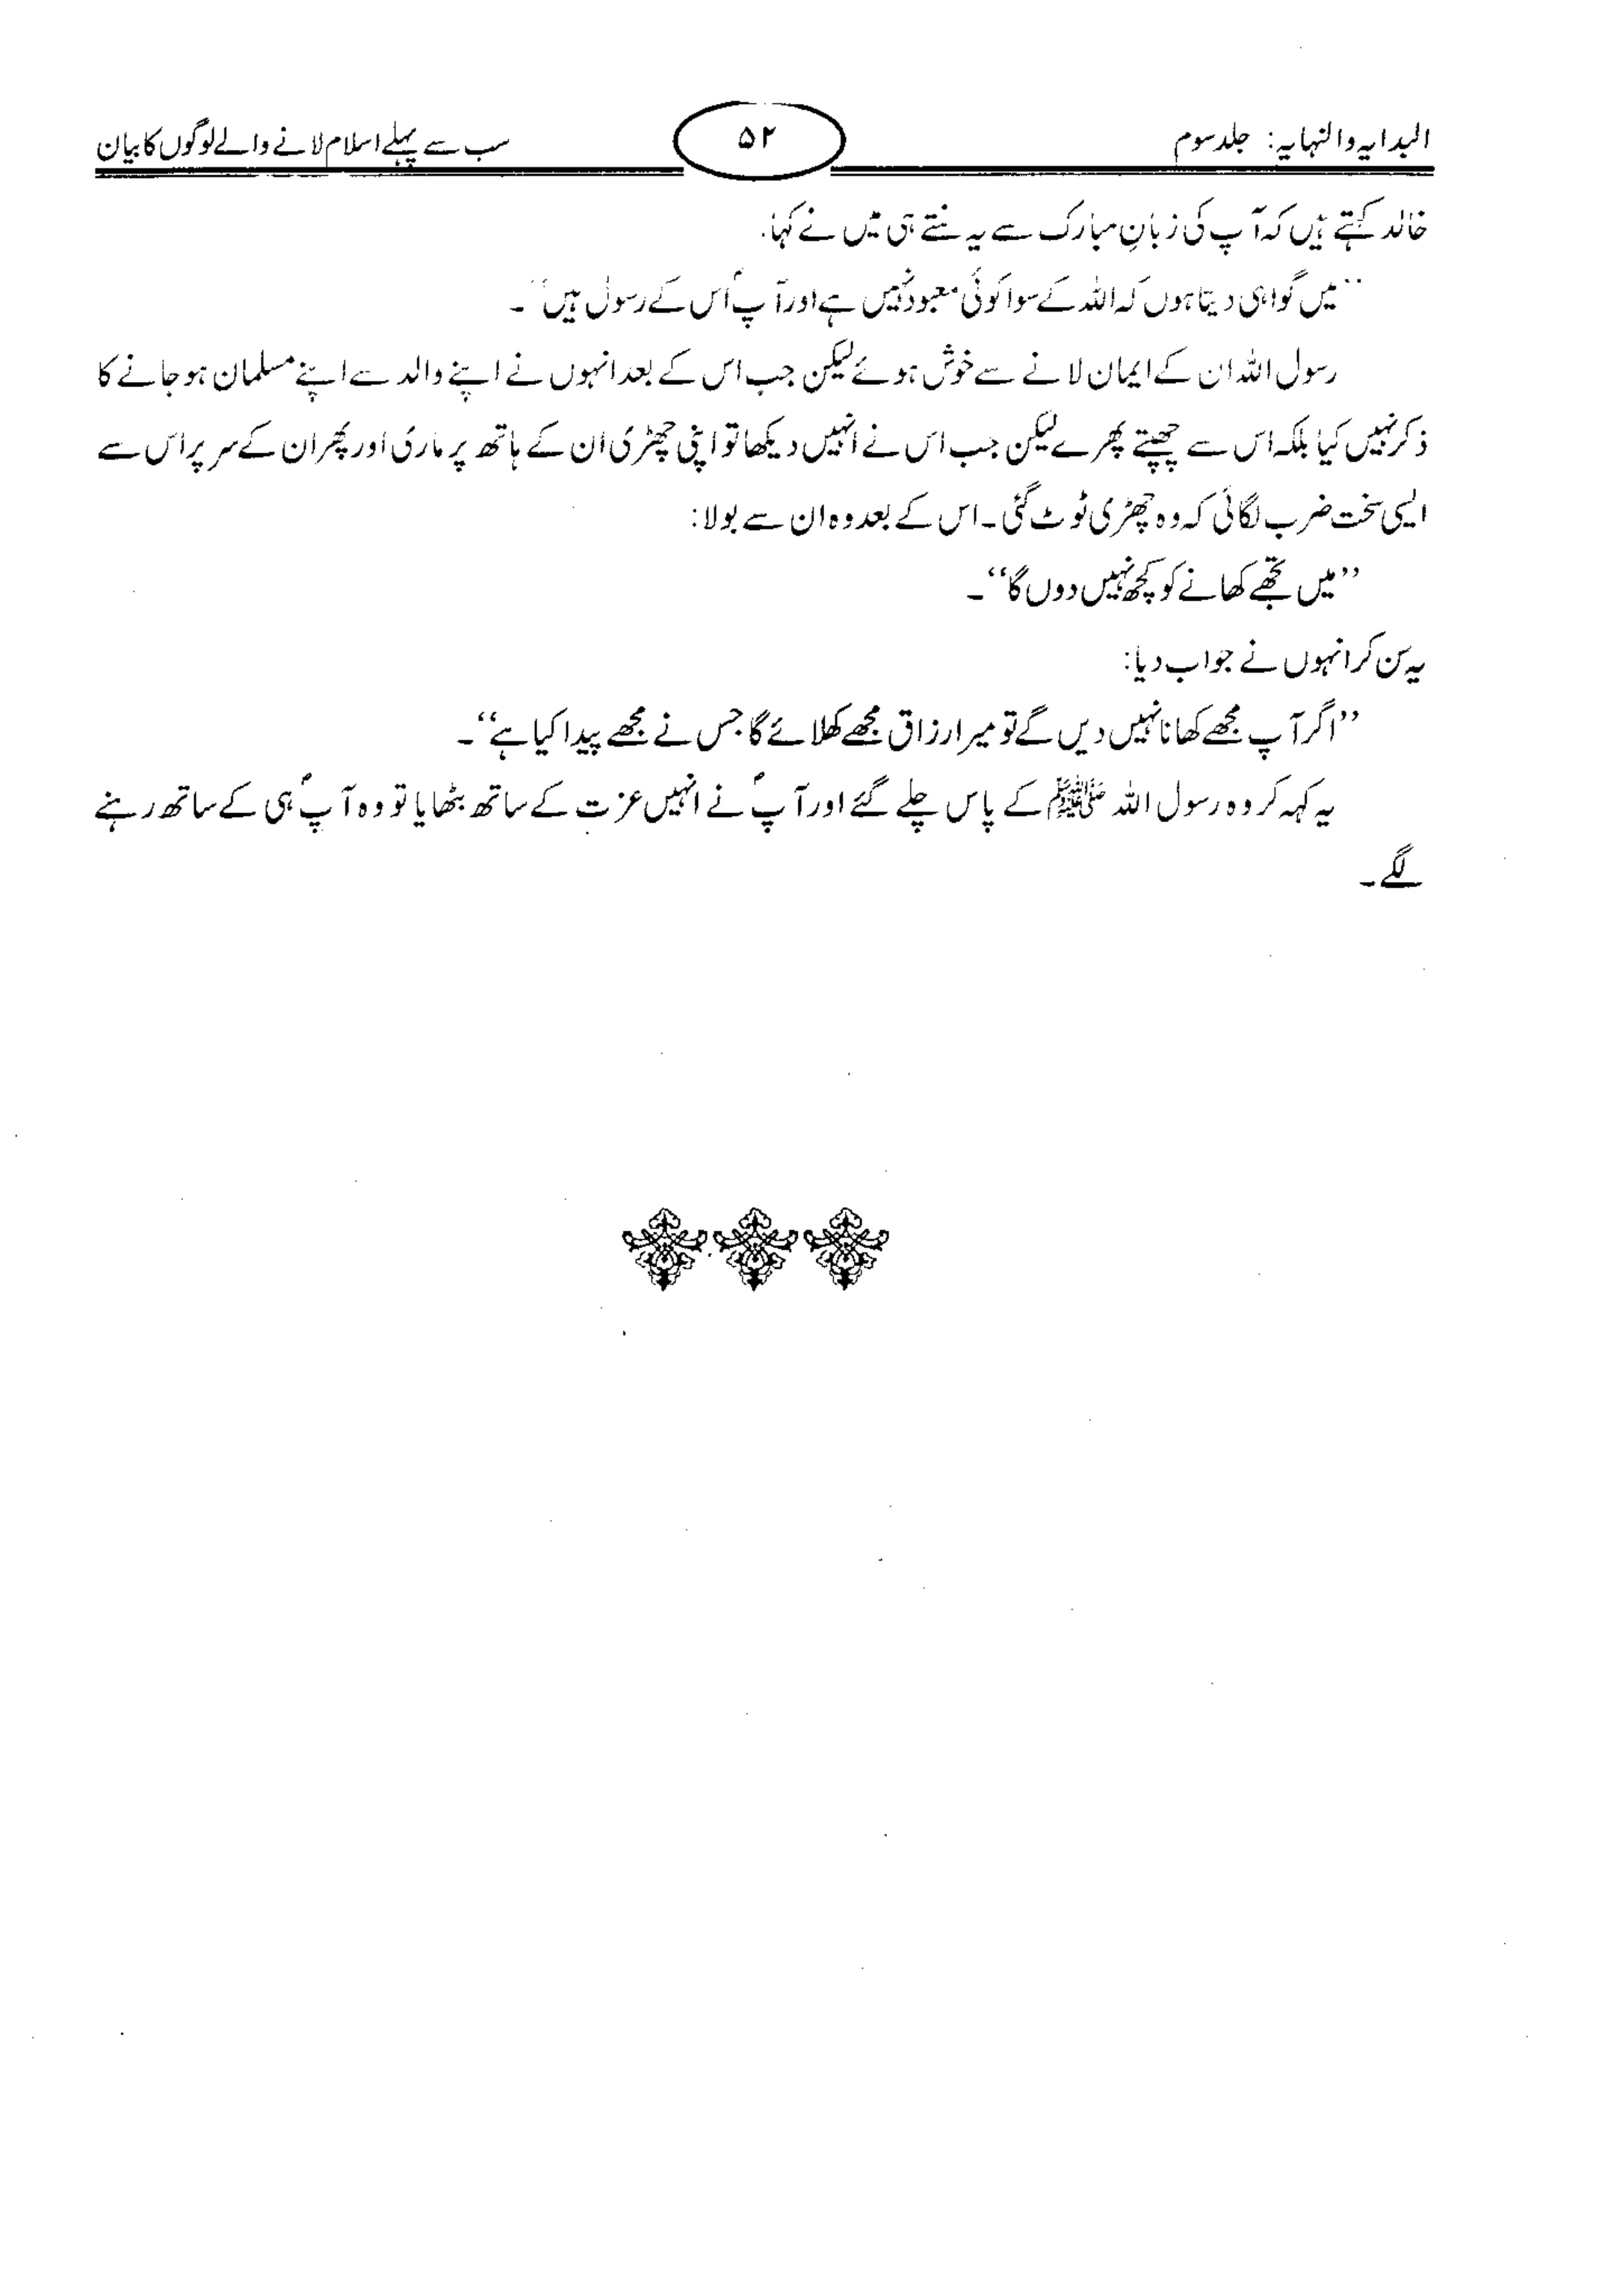 البدایہ والنہایہ: جلد سوم
۵۲
سب سے پہلے اسلام لانے والے لوگوں کا بیان
خالد کہتے ہیں کہ آپ کی زبانِ مبارک سے یہ سنتے ہی میں نے کہا:
’’میں گواہی دیتا ہوں کہ اللہ کے سوا کوئی معبود نہیں ہے اور آپؐ اس کے رسول ہیں‘‘۔
رسول اللہ ان کے ایمان لانے سے خوش ہوئے لیکن جب اس کے بعد انہوں نے اپنے والد سے اپنے مسلمان ہو جانے کا
ذکر نہیں کیا بلکہ اس سے چھپتے پھرے لیکن جب اس نے انہیں دیکھا تو اپنی چھڑی ان کے ہاتھ پر ماری اور پھر ان کے سر پر اس سے
ایسی سخت ضرب لگائی کہ وہ چھڑی ٹوٹ گئی۔ اس کے بعد وہ ان سے بولا:
’’میں تجھے کھانے کو کچھ نہیں دوں گا‘‘۔
یہ سن کر انہوں نے جواب دیا:
’’اگر آپ مجھے کھانا نہیں دیں گے تو میرا رزاق مجھے کھلائے گا جس نے مجھے پیدا کیا ہے‘‘۔
یہ کہہ کر وہ رسول اللہ ﷺ کے پاس چلے گئے اور آپؐ نے انہیں عزت کے ساتھ بٹھایا تو وہ آپؐ ہی کے ساتھ رہنے
لگے۔